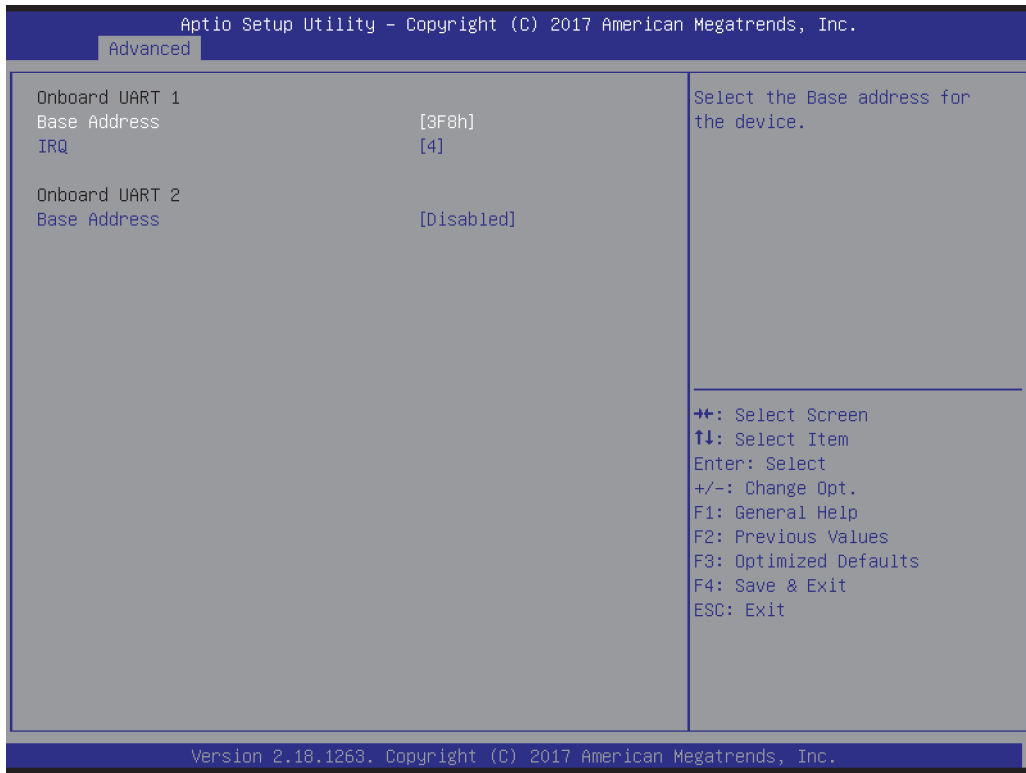 Aptio Setup Utility – Copyright (C) 2017 American Megatrends, Inc.
Advanced
Onboard UART 1
Base Address [3F8h]
IRQ [4]
Onboard UART 2
Base Address [Disabled]
Select the Base address for
the device.
→←: Select Screen
↑↓: Select Item
Enter: Select
+/-: Change Opt.
F1: General Help
F2: Previous Values
F3: Optimized Defaults
F4: Save & Exit
ESC: Exit
Version 2.18.1263. Copyright (C) 2017 American Megatrends, Inc.